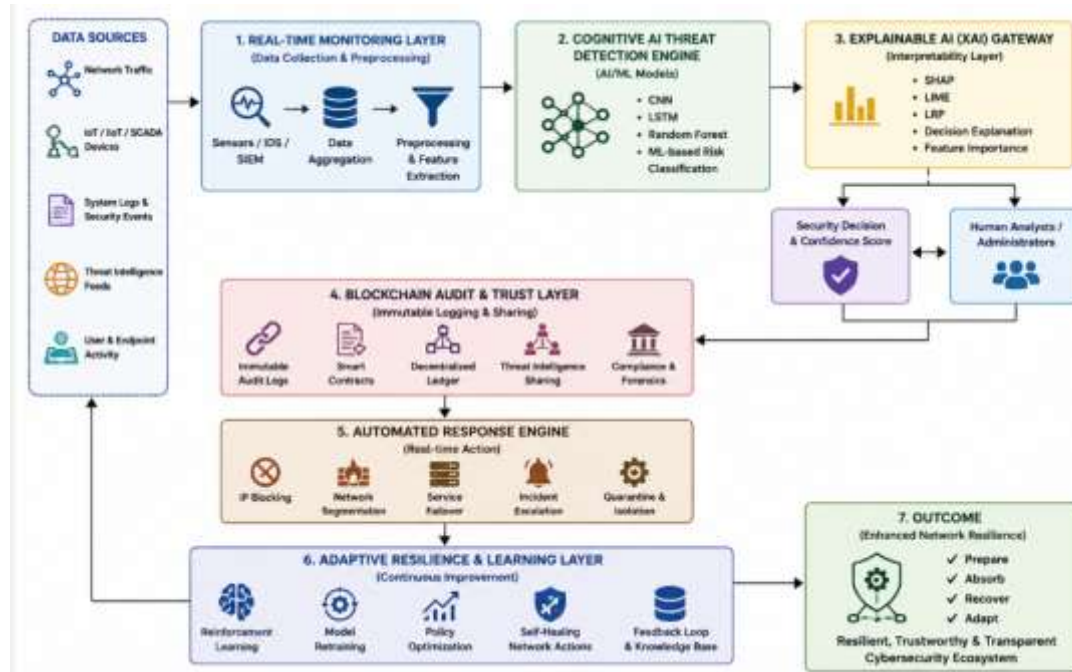 DATA SOURCES
Network Traffic
IoT / IIoT / SCADA
Devices
System Logs &
Security Events
Threat Intelligence
Feeds
User & Endpoint
Activity
1. REAL-TIME MONITORING LAYER
(Data Collection & Preprocessing)
Sensors / IDS /
SIEM
Data
Aggregation
Preprocessing
& Feature
Extraction
2. COGNITIVE AI THREAT
DETECTION ENGINE
(AI/ML Models)
• CNN
• LSTM
• Random Forest
• ML-based Risk
Classification
3. EXPLAINABLE AI (XAI) GATEWAY
(Interpretability Layer)
• SHAP
• LIME
• LRP
• Decision Explanation
• Feature Importance
Security Decision
& Confidence Score
Human Analysts /
Administrators
4. BLOCKCHAIN AUDIT & TRUST LAYER
(Immutable Logging & Sharing)
Immutable
Audit Logs
Smart
Contracts
Decentralized
Ledger
Threat Intelligence
Sharing
Compliance &
Forensics
5. AUTOMATED RESPONSE ENGINE
(Real-time Action)
IP Blocking
Network
Segmentation
Service
Failover
Incident
Escalation
Quarantine &
Isolation
6. ADAPTIVE RESILIENCE & LEARNING LAYER
(Continuous Improvement)
Reinforcement
Learning
Model
Retraining
Policy
Optimization
Self-Healing
Network Actions
Feedback Loop
& Knowledge Base
7. OUTCOME
(Enhanced Network Resilience)
✓ Prepare
✓ Absorb
✓ Recover
✓ Adapt
Resilient, Trustworthy & Transparent
Cybersecurity Ecosystem